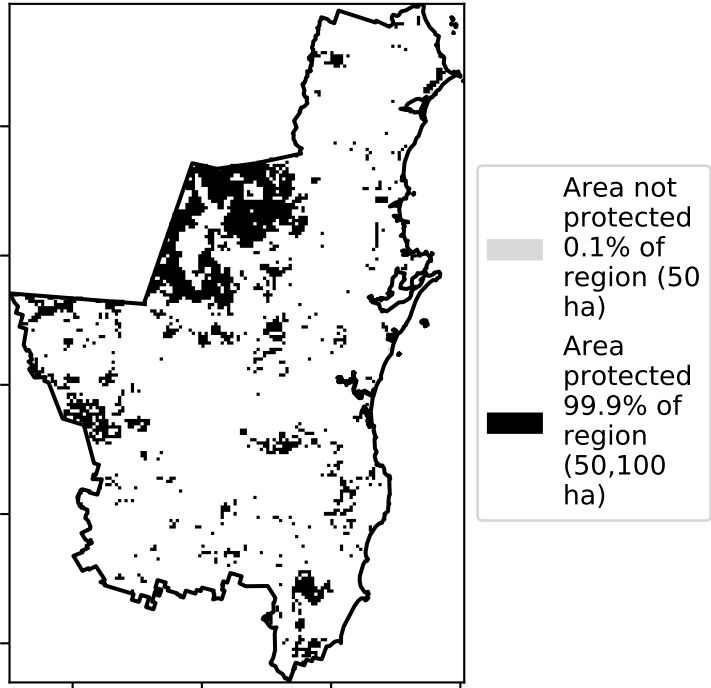 Area not
protected
0.1% of
region (50
ha)
Area
protected
99.9% of
region
(50,100
ha)